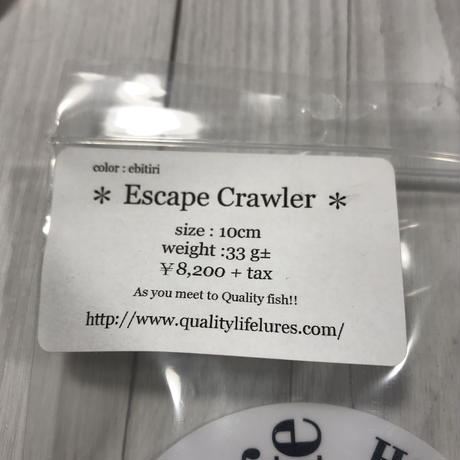 color : ebitiri
＊ Escape Crawler ＊
size : 10cm
weight :33 g±
￥8,200 + tax
As you meet to Quality fish!!
http://www.qualitylifelures.com/